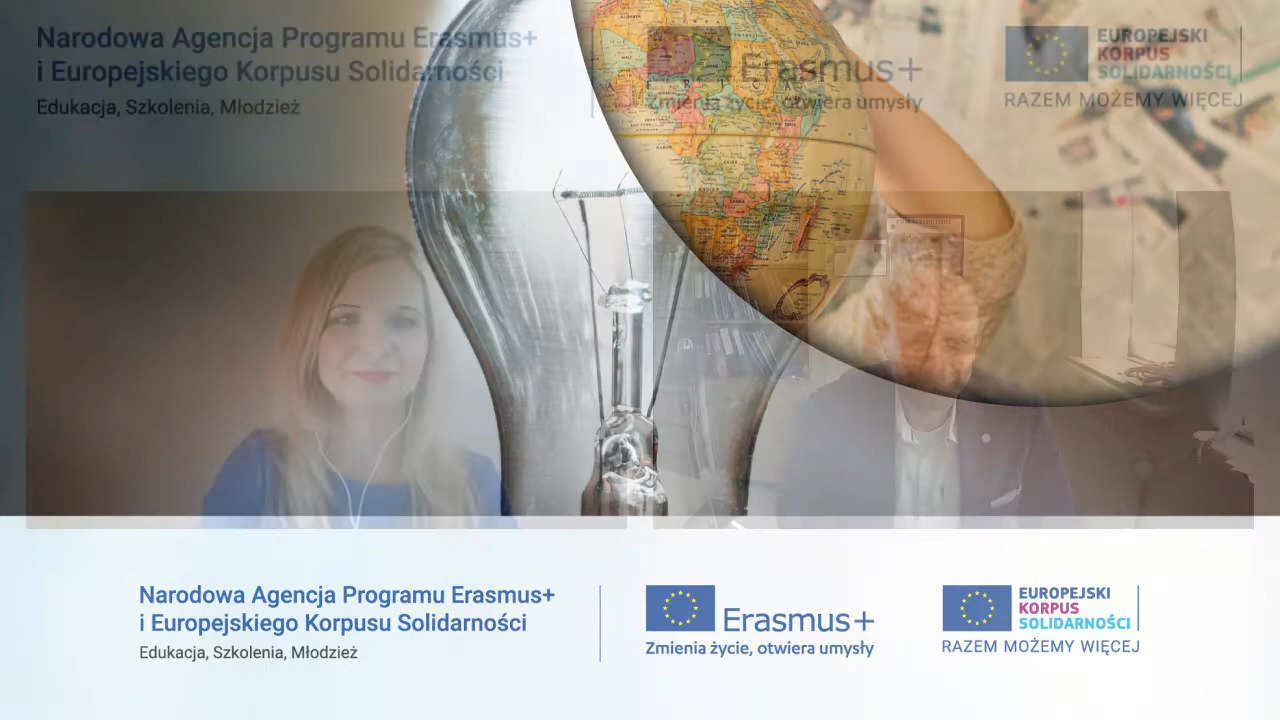 Narodowa Agencja Programu Erasmus+
i Europejskiego Korpusu Solidarności
Edukacja, Szkolenia, Młodzież
Erasmus+
Zmienia życie, otwiera umysły
EUROPEJSKI
KORPUS
SOLIDARNOŚCI
RAZEM MOŻEMY WIĘCEJ
Narodowa Agencja Programu Erasmus+
i Europejskiego Korpusu Solidarności
Edukacja, Szkolenia, Młodzież
Erasmus+
Zmienia życie, otwiera umysły
EUROPEJSKI
KORPUS
SOLIDARNOŚCI
RAZEM MOŻEMY WIĘCEJ